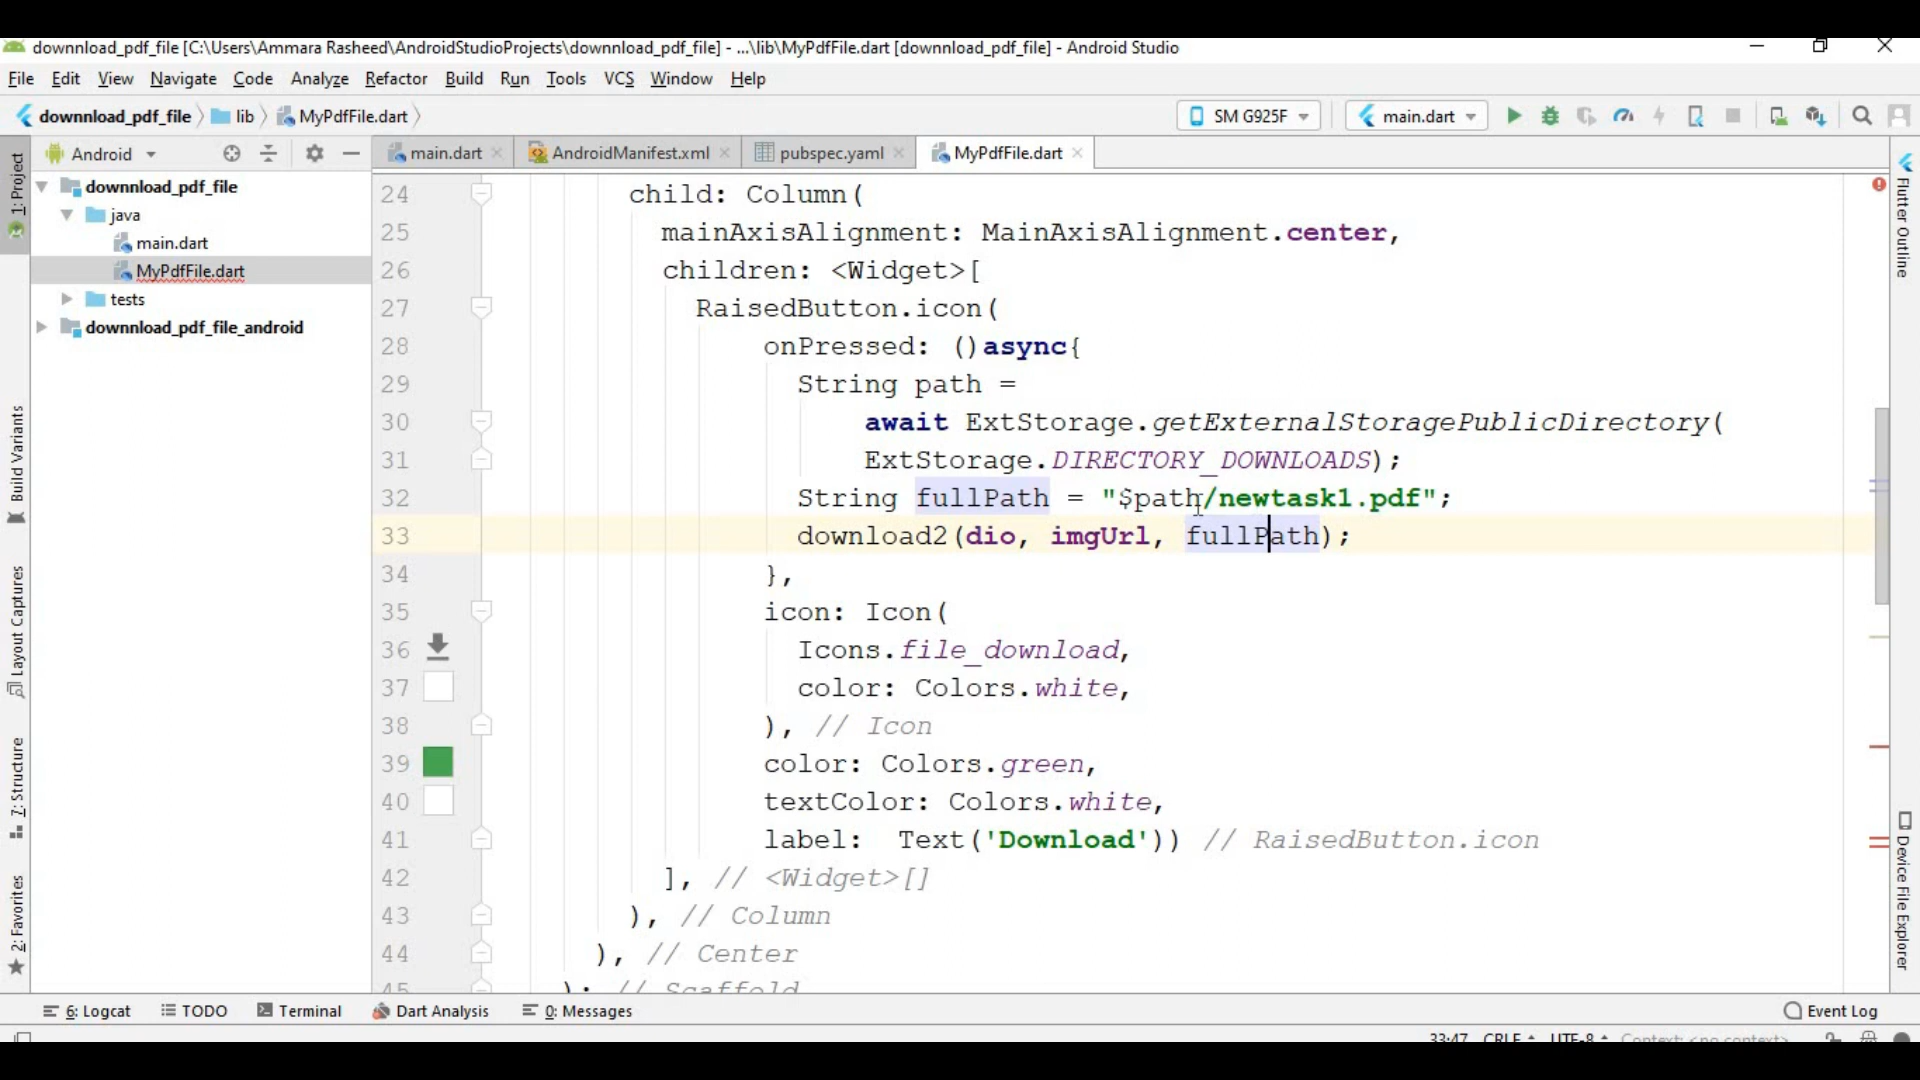 downnload_pdf_file [C:\Users\Ammara Rasheed\AndroidStudioProjects\downnload_pdf_file] - ...\lib\MyPdfFile.dart [downnload_pdf_file] - Android Studio
File Edit View Navigate Code Analyze Refactor Build Run Tools VCS Window Help
downnload_pdf_file lib MyPdfFile.dart SM G925F main.dart
Android main.dart AndroidManifest.xml pubspec.yaml MyPdfFile.dart
1: Project
Build Variants
Layout Captures
7: Structure
2: Favorites
downnload_pdf_file
java
main.dart
MyPdfFile.dart
tests
downnload_pdf_file_android
24 child: Column(
25 mainAxisAlignment: MainAxisAlignment.center,
26 children: <Widget>[
27 RaisedButton.icon(
28 onPressed: ()async{
29 String path =
30 await ExtStorage.getExternalStoragePublicDirectory(
31 ExtStorage.DIRECTORY_DOWNLOADS);
32 String fullPath = "$path/newtask1.pdf";
33 download2(dio, imgUrl, fullPath);
34 },
35 icon: Icon(
36 Icons.file_download,
37 color: Colors.white,
38 ), // Icon
39 color: Colors.green,
40 textColor: Colors.white,
41 label:  Text('Download')) // RaisedButton.icon
42 ], // <Widget>[]
43 ), // Column
44 ), // Center
45 ); // Scaffold
Flutter Outline
Device File Explorer
6: Logcat TODO Terminal Dart Analysis 0: Messages Event Log
33:47 CRLF UTF-8 Context: <no context>